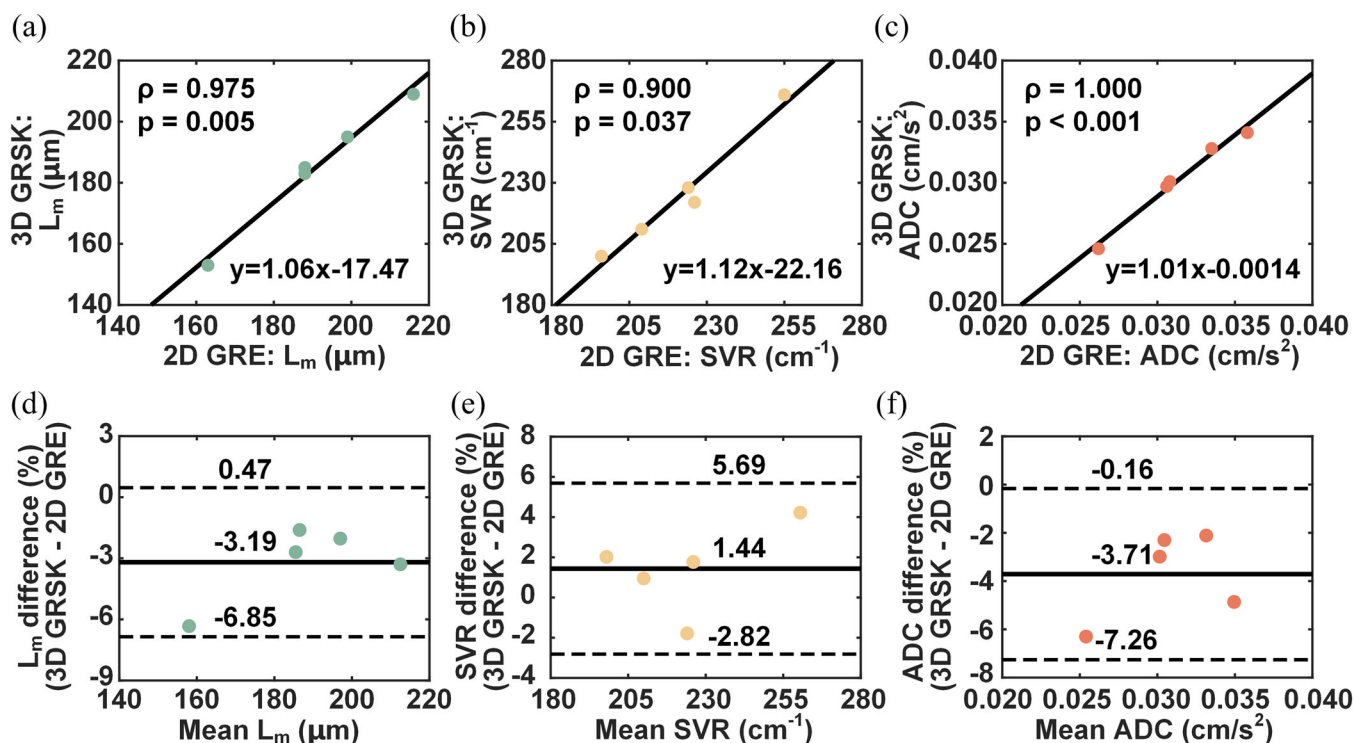 (a)
220
200
180
160
140
3D GRSK:
Lₘ (µm)
ρ = 0.975
p = 0.005
y=1.06x-17.47
140 160 180 200 220
2D GRE: Lₘ (µm)
(b)
280
255
230
205
180
3D GRSK:
SVR (cm⁻¹)
ρ = 0.900
p = 0.037
y=1.12x-22.16
180 205 230 255 280
2D GRE: SVR (cm⁻¹)
(c)
0.040
0.035
0.030
0.025
0.020
3D GRSK:
ADC (cm/s²)
ρ = 1.000
p < 0.001
y=1.01x-0.0014
0.020 0.025 0.030 0.035 0.040
2D GRE: ADC (cm/s²)
(d)
3
0
-3
-6
-9
Lₘ difference (%)
(3D GRSK - 2D GRE)
0.47
-3.19
-6.85
140 160 180 200 220
Mean Lₘ (µm)
(e)
8
6
4
2
0
-2
-4
SVR difference (%)
(3D GRSK - 2D GRE)
5.69
1.44
-2.82
180 205 230 255 280
Mean SVR (cm⁻¹)
(f)
2
0
-2
-4
-6
-8
ADC difference (%)
(3D GRSK - 2D GRE)
-0.16
-3.71
-7.26
0.020 0.025 0.030 0.035 0.040
Mean ADC (cm/s²)